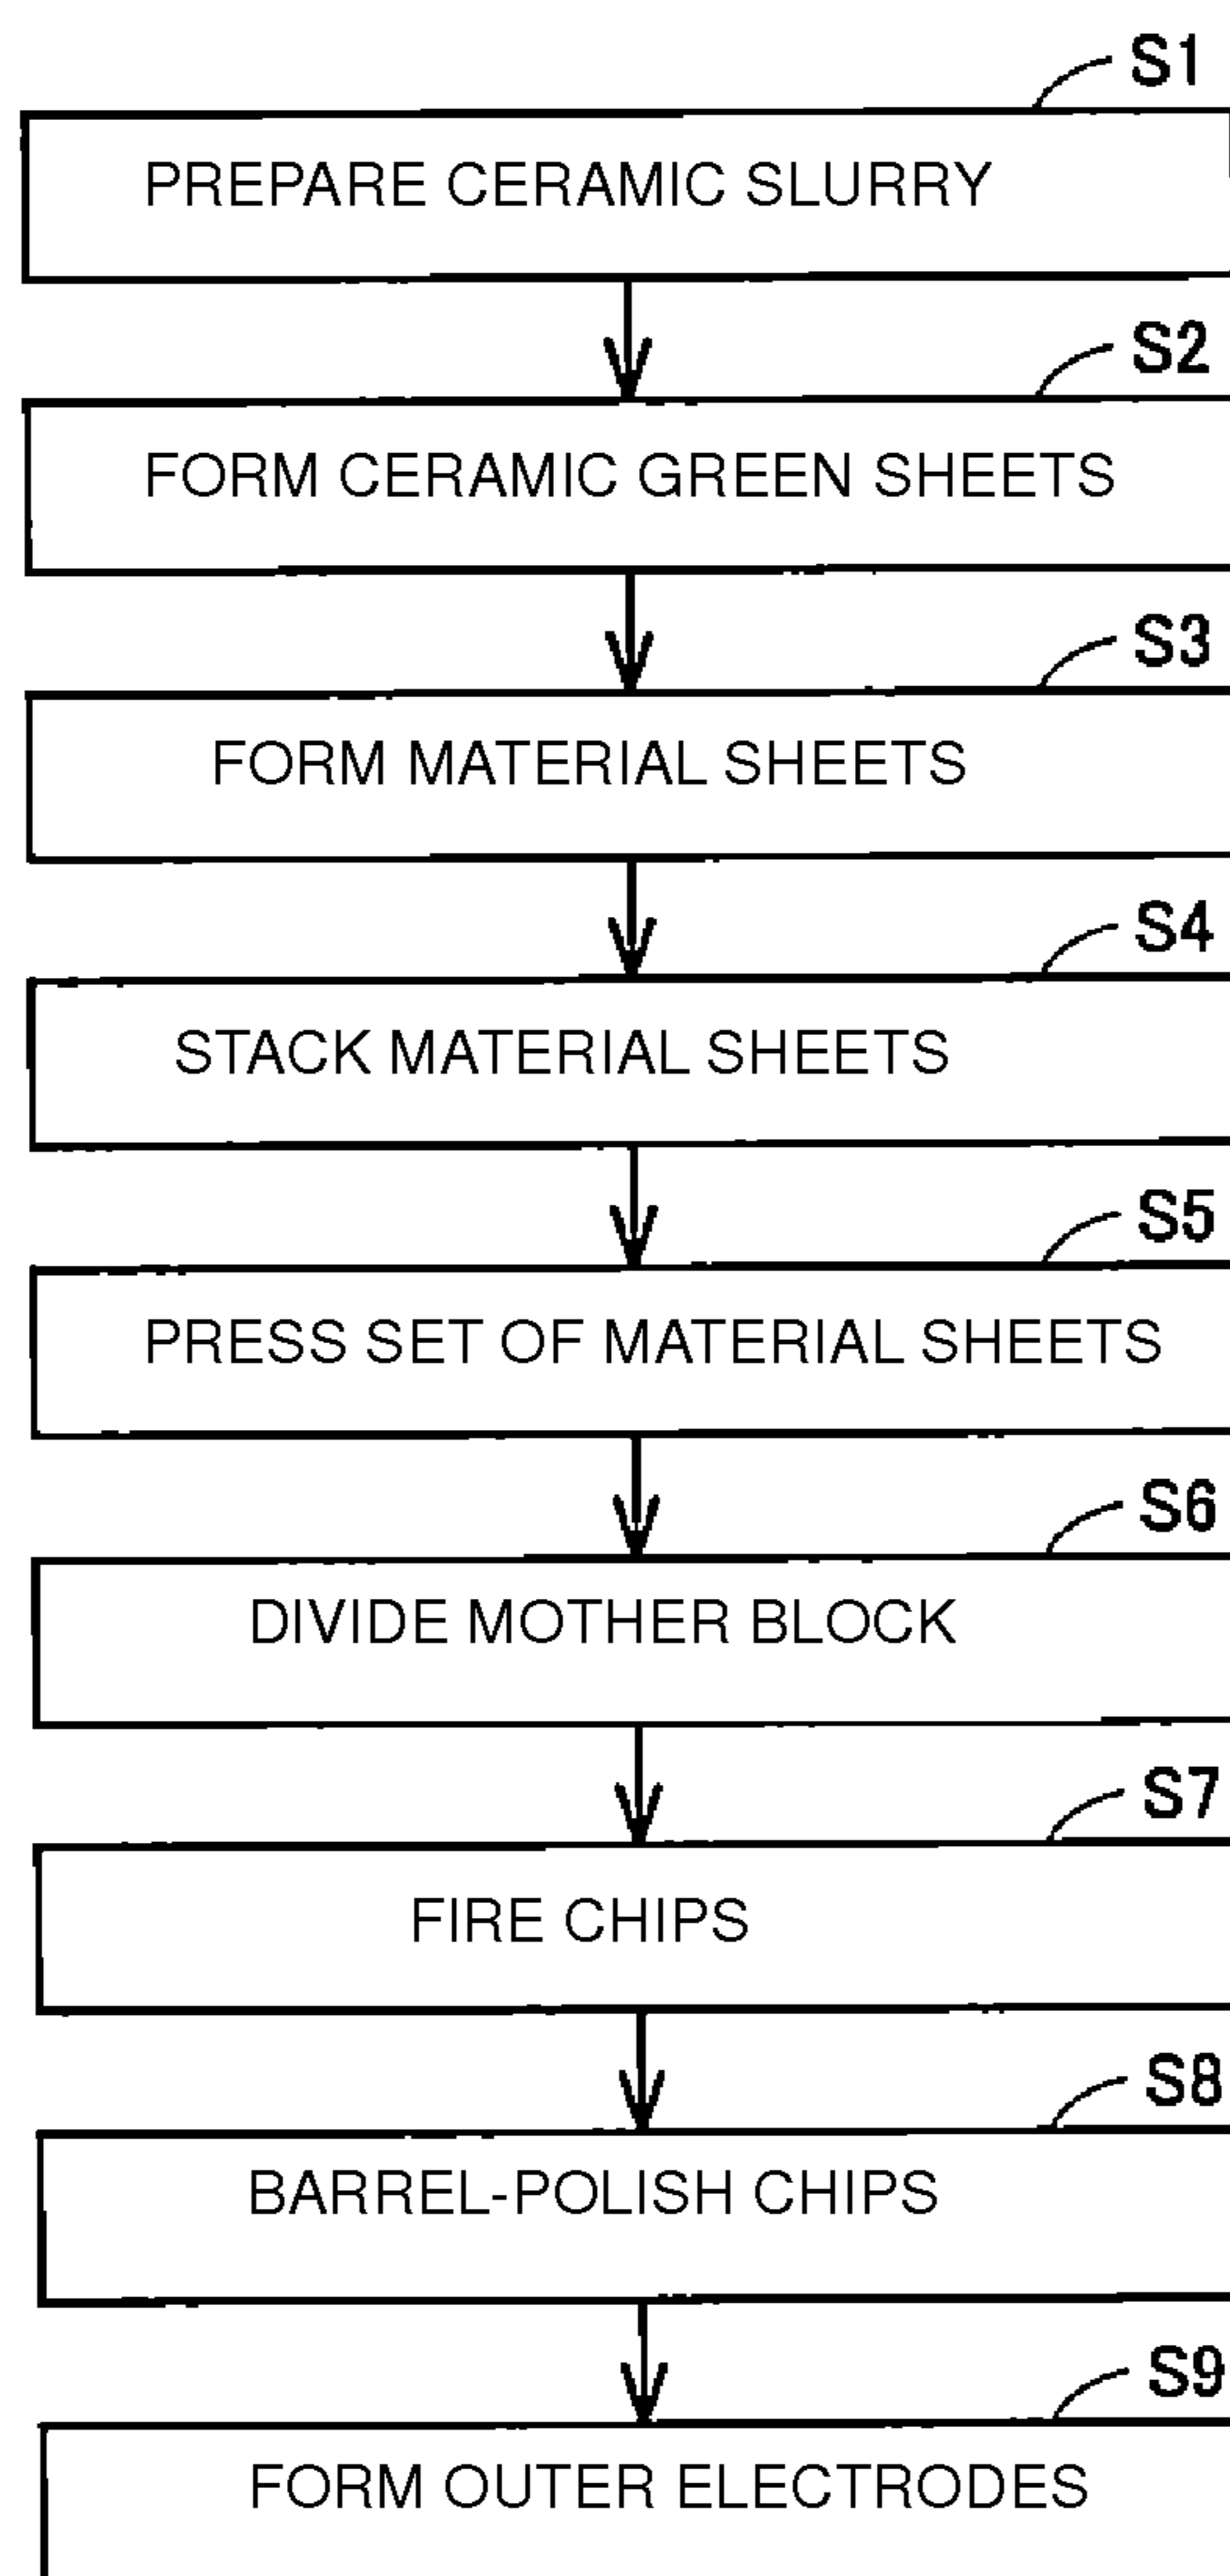 S1
PREPARE CERAMIC SLURRY
S2
FORM CERAMIC GREEN SHEETS
S3
FORM MATERIAL SHEETS
S4
STACK MATERIAL SHEETS
S5
PRESS SET OF MATERIAL SHEETS
S6
DIVIDE MOTHER BLOCK
S7
FIRE CHIPS
S8
BARREL-POLISH CHIPS
S9
FORM OUTER ELECTRODES